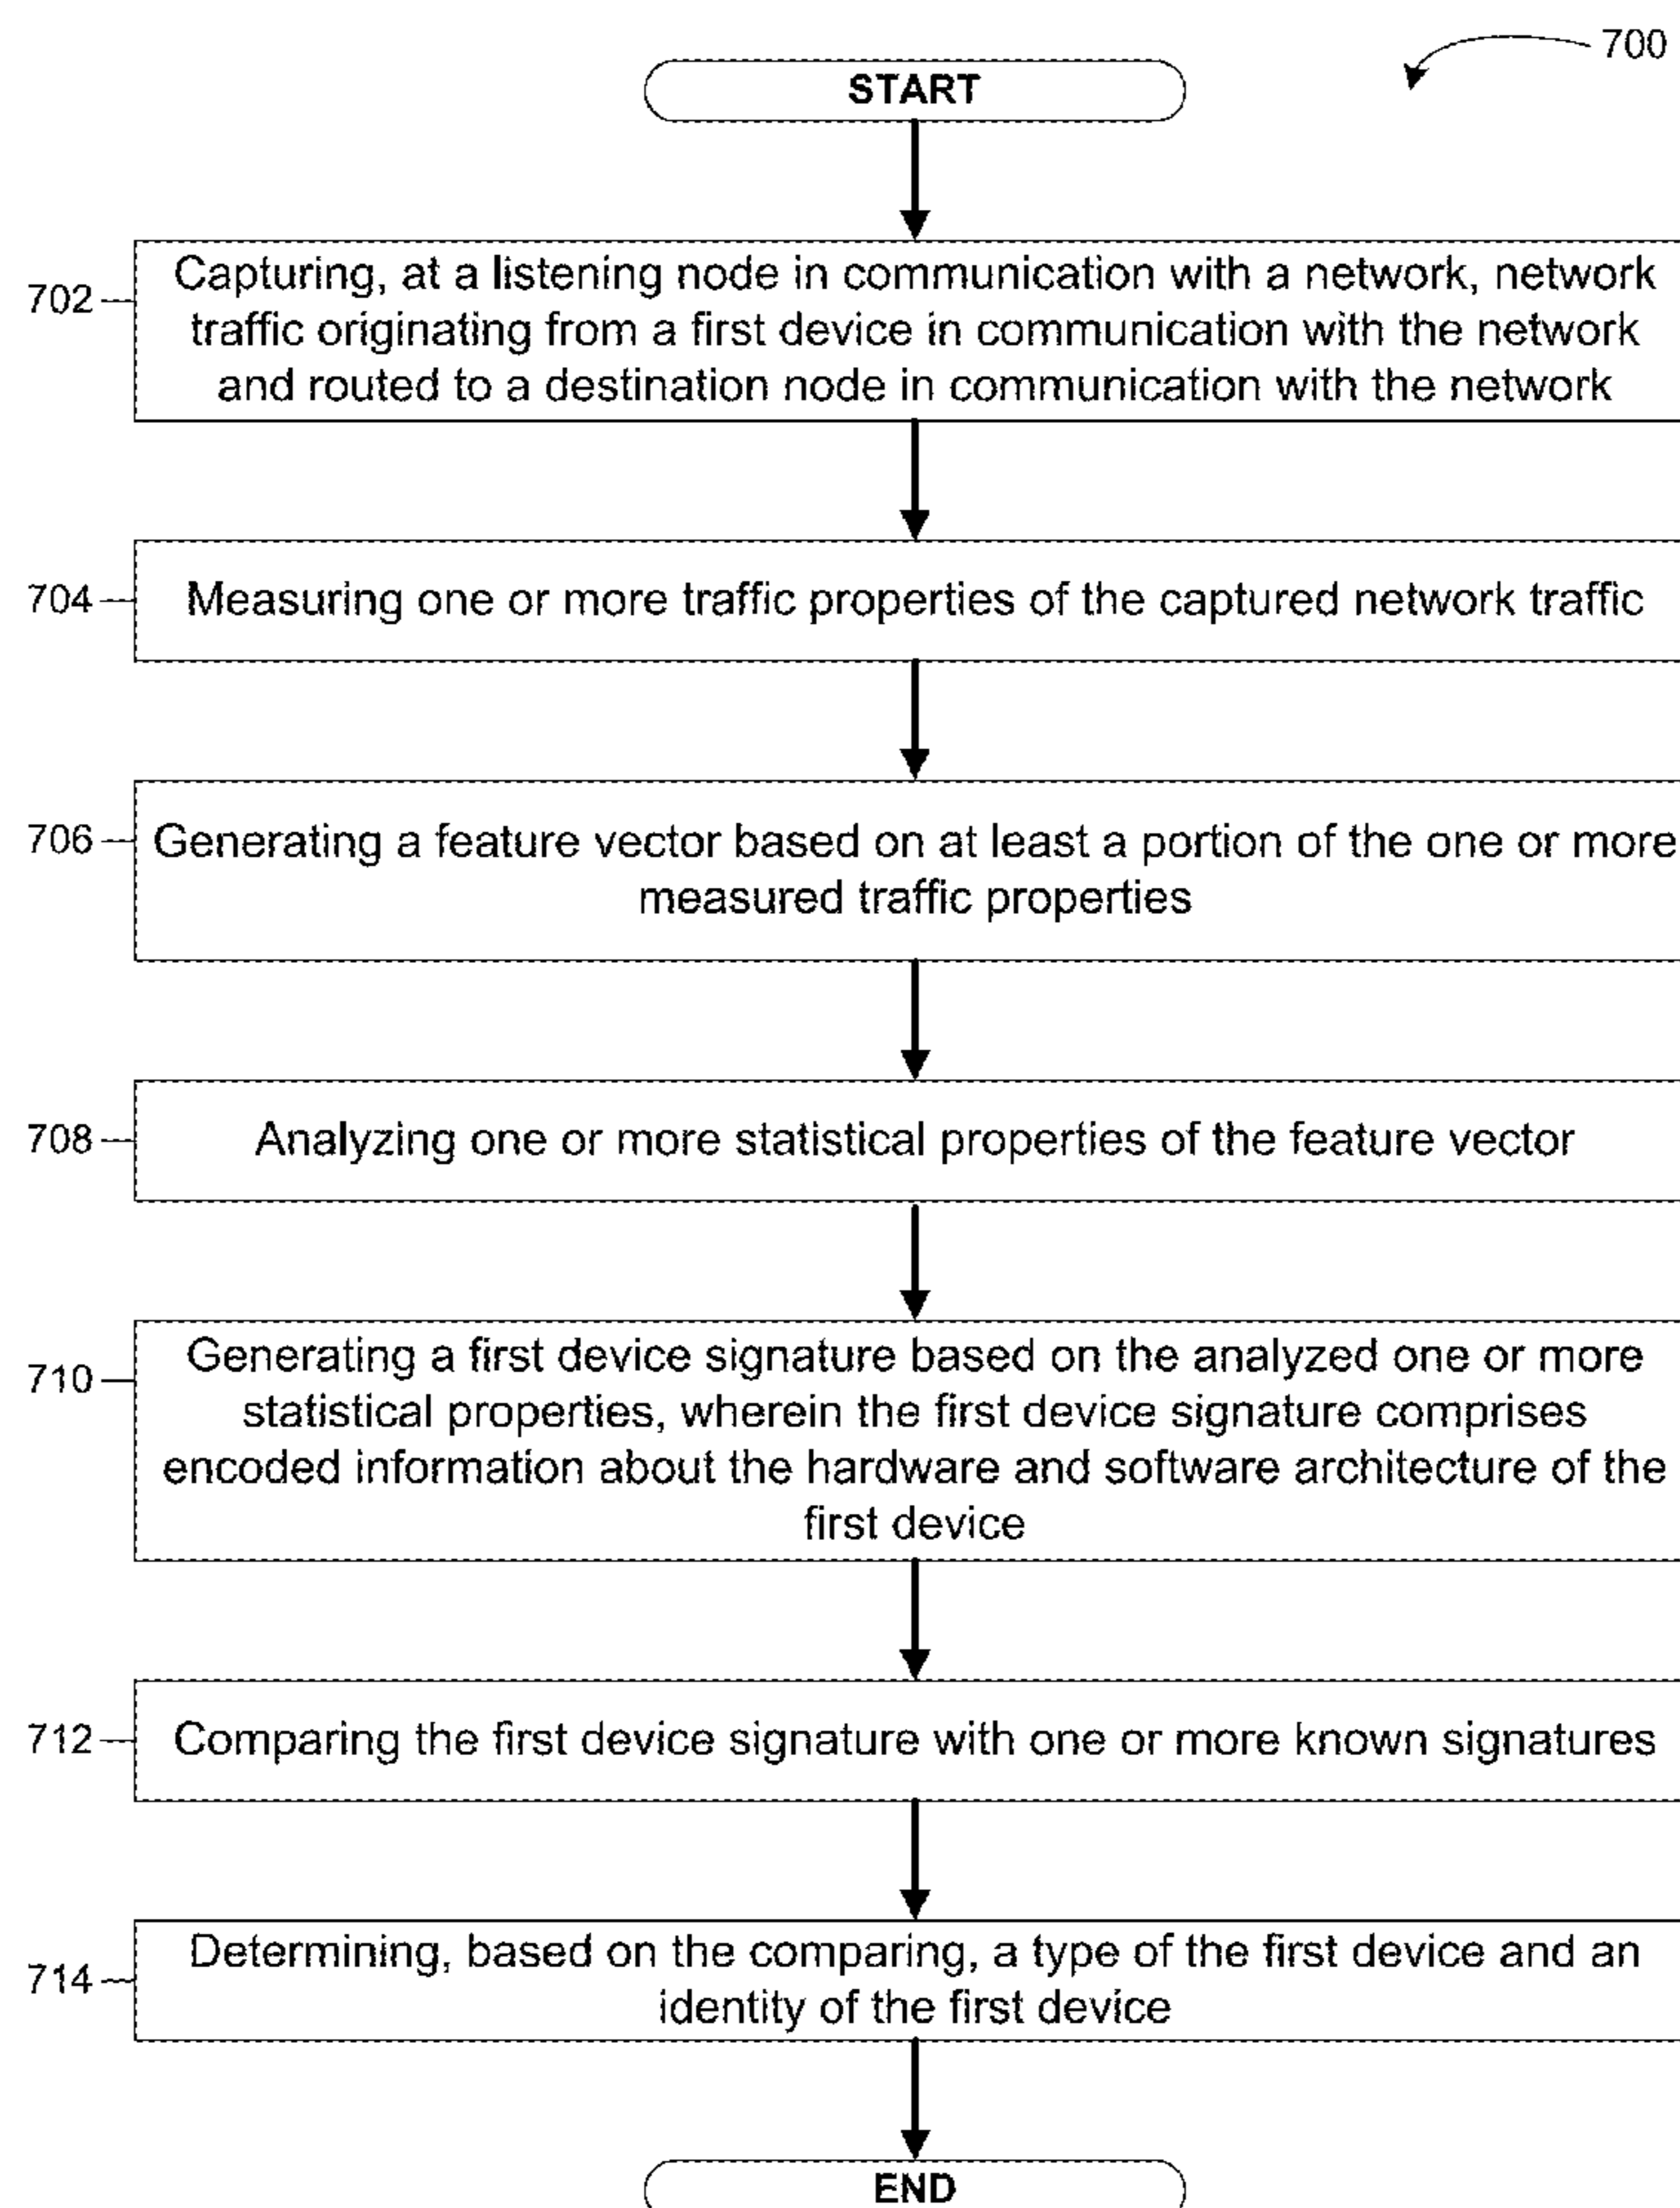 700
START
702
Capturing, at a listening node in communication with a network, network
traffic originating from a first device in communication with the network
and routed to a destination node in communication with the network
704
Measuring one or more traffic properties of the captured network traffic
706
Generating a feature vector based on at least a portion of the one or more
measured traffic properties
708
Analyzing one or more statistical properties of the feature vector
710
Generating a first device signature based on the analyzed one or more
statistical properties, wherein the first device signature comprises
encoded information about the hardware and software architecture of the
first device
712
Comparing the first device signature with one or more known signatures
714
Determining, based on the comparing, a type of the first device and an
identity of the first device
END